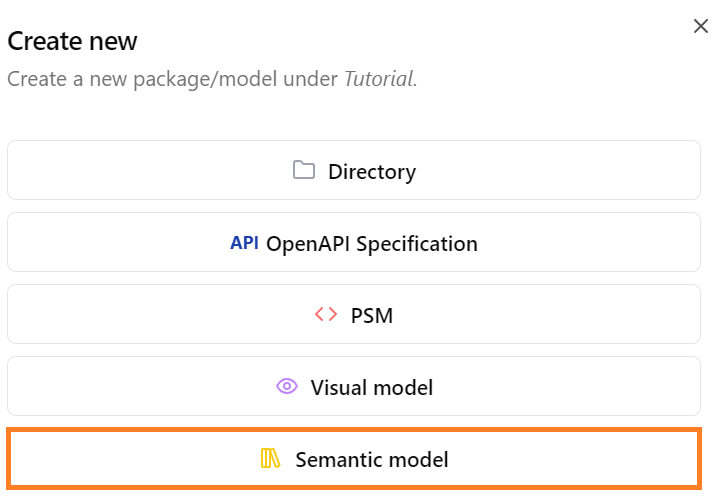 Create new
Create a new package/model under Tutorial.
Directory
API OpenAPI Specification
PSM
Visual model
Semantic model